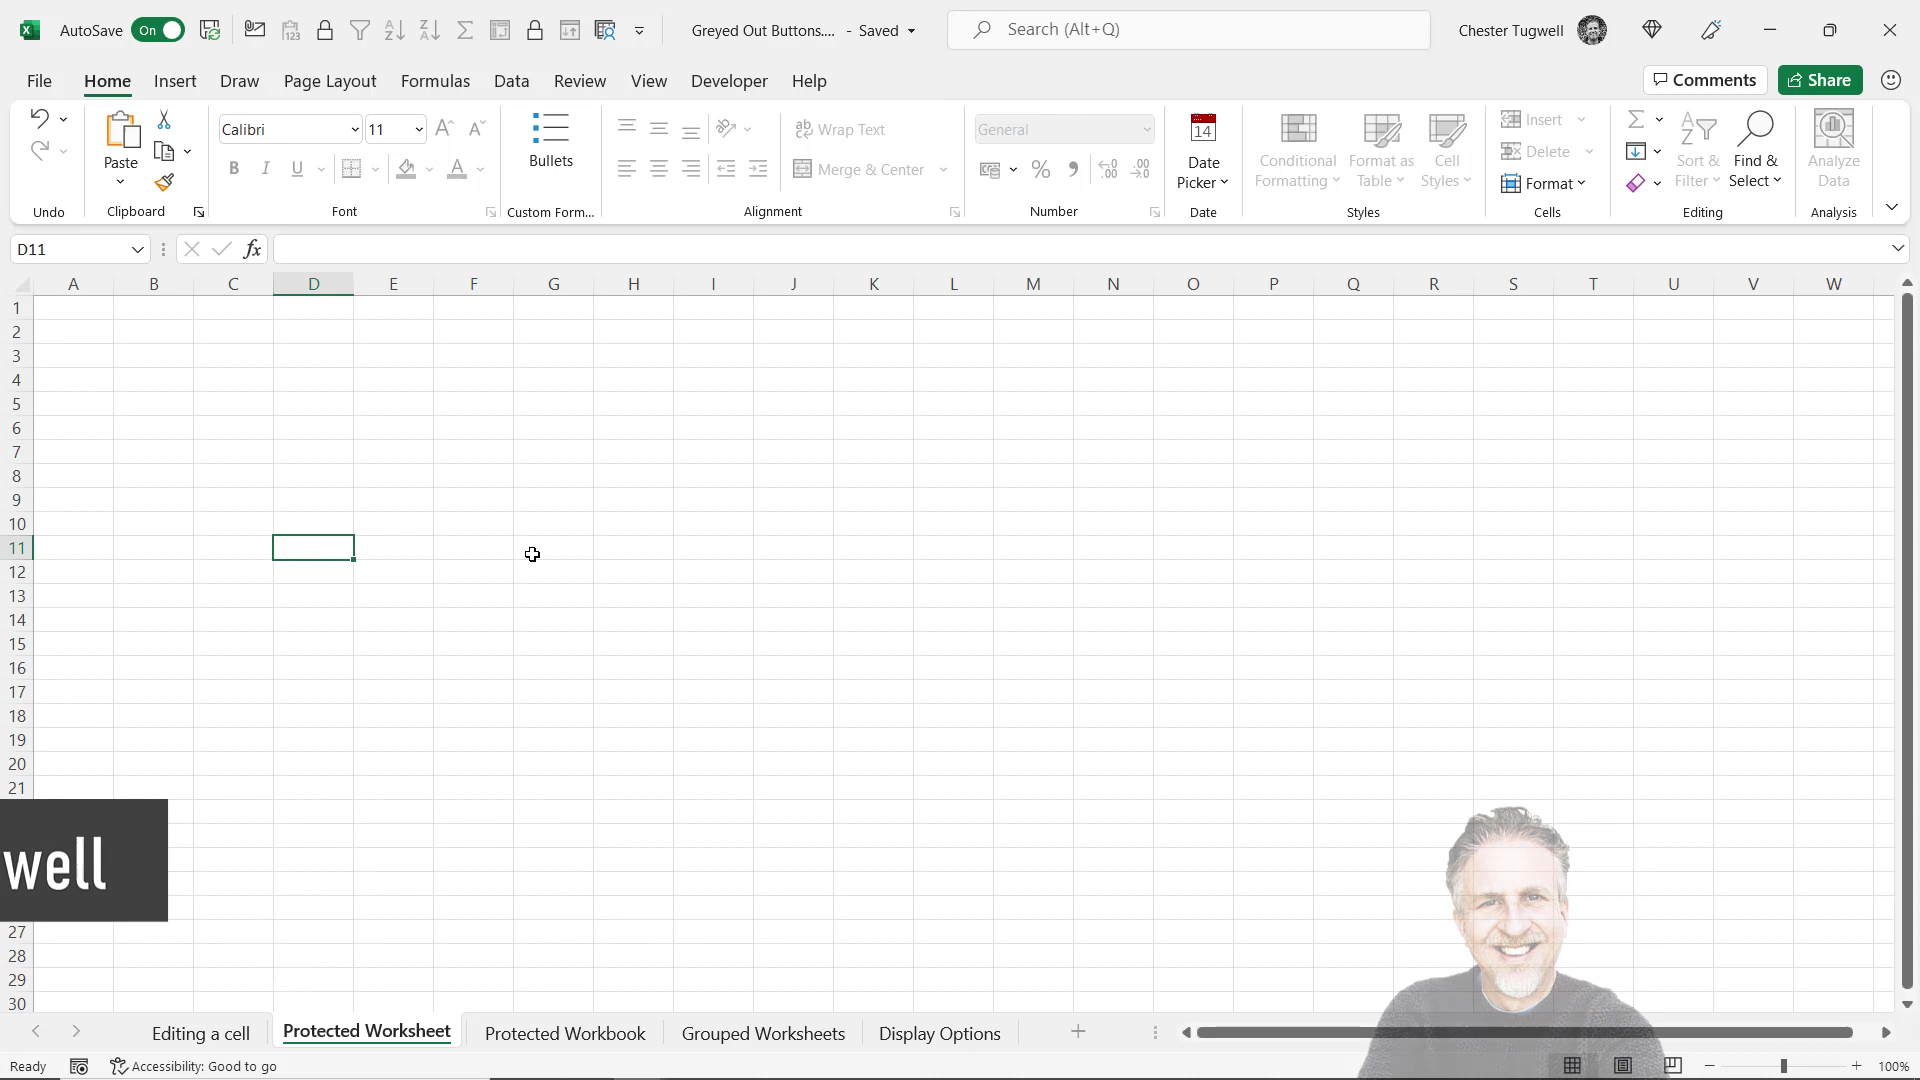 AutoSave On Greyed Out Buttons.... - Saved Search (Alt+Q) Chester Tugwell
File Home Insert Draw Page Layout Formulas Data Review View Developer Help Comments Share
Calibri 11 Wrap Text General 14 Insert
Paste B I U Bullets Merge & Center % Date Picker Conditional Formatting Format as Table Cell Styles Delete Format Sort & Filter Find & Select Analyze Data
Undo Clipboard Font Custom Form... Alignment Number Date Styles Cells Editing Analysis
D11 fx
A B C D E F G H I J K L M N O P Q R S T U V W
1
2
3
4
5
6
7
8
9
10
11
12
13
14
15
16
17
18
19
20
21
well
27
28
29
30
Editing a cell Protected Worksheet Protected Workbook Grouped Worksheets Display Options
Ready Accessibility: Good to go 100%